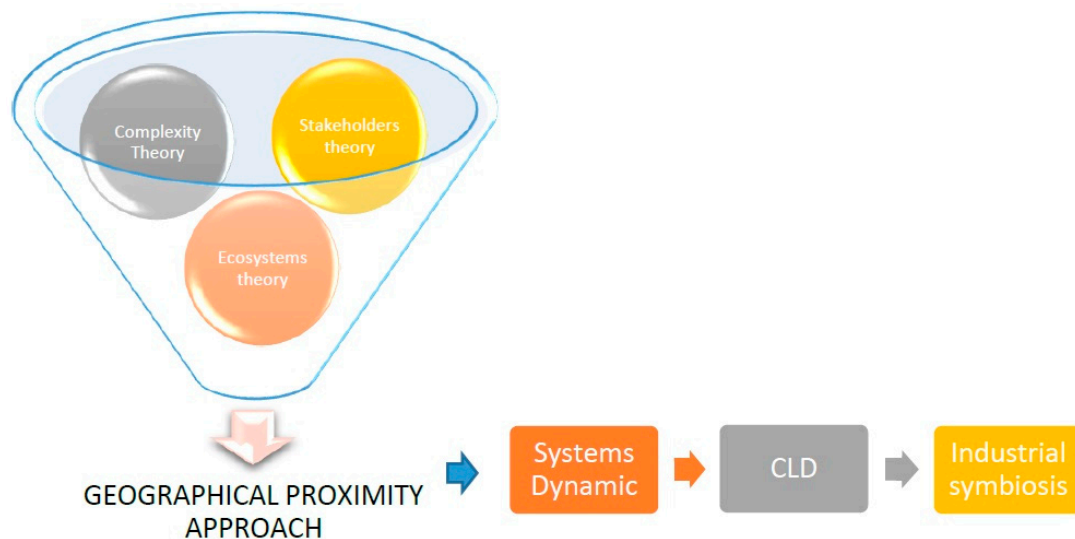 Complexity
Theory
Stakeholders
theory
Ecosystems
theory
GEOGRAPHICAL PROXIMITY
APPROACH
Systems
Dynamic
CLD
Industrial
symbiosis